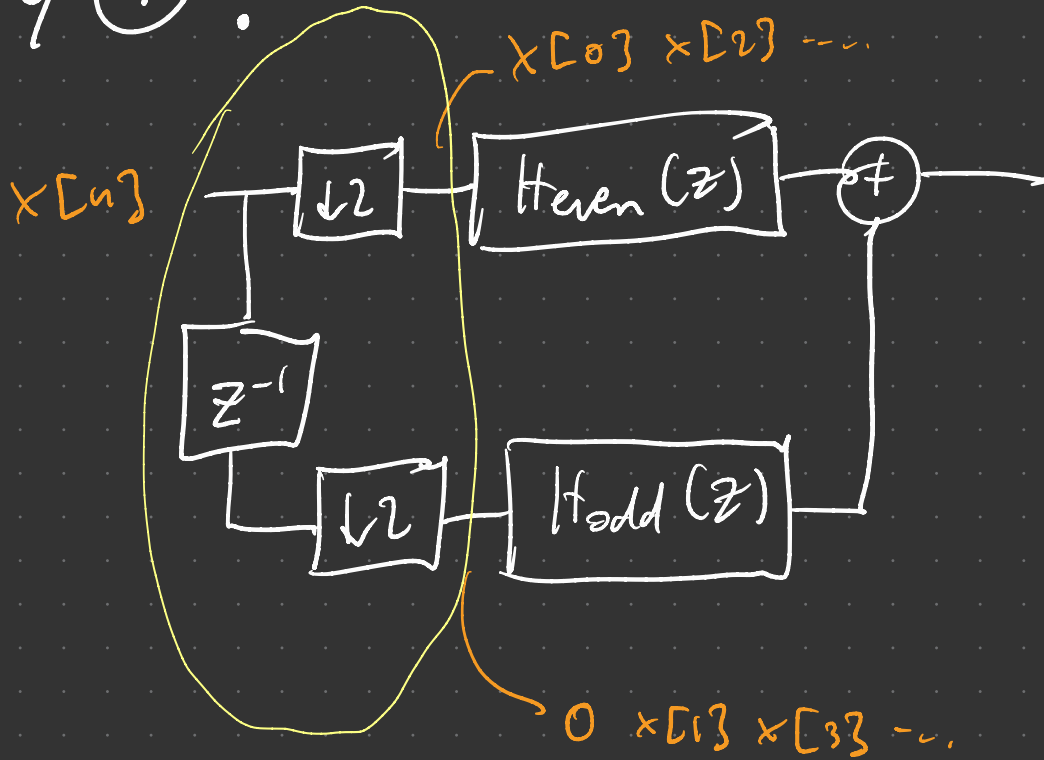 x[0] x[2] ---..
x[n]
↓2
Heven (z)
+
z⁻¹
↓2
Hodd (z)
0 x[1] x[3] --..